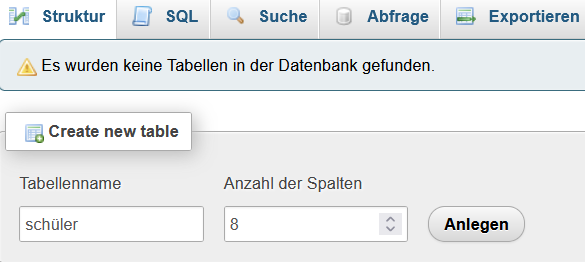 Struktur SQL Suche Abfrage Exportieren
Es wurden keine Tabellen in der Datenbank gefunden.
Create new table
Tabellenname Anzahl der Spalten
schüler 8 Anlegen